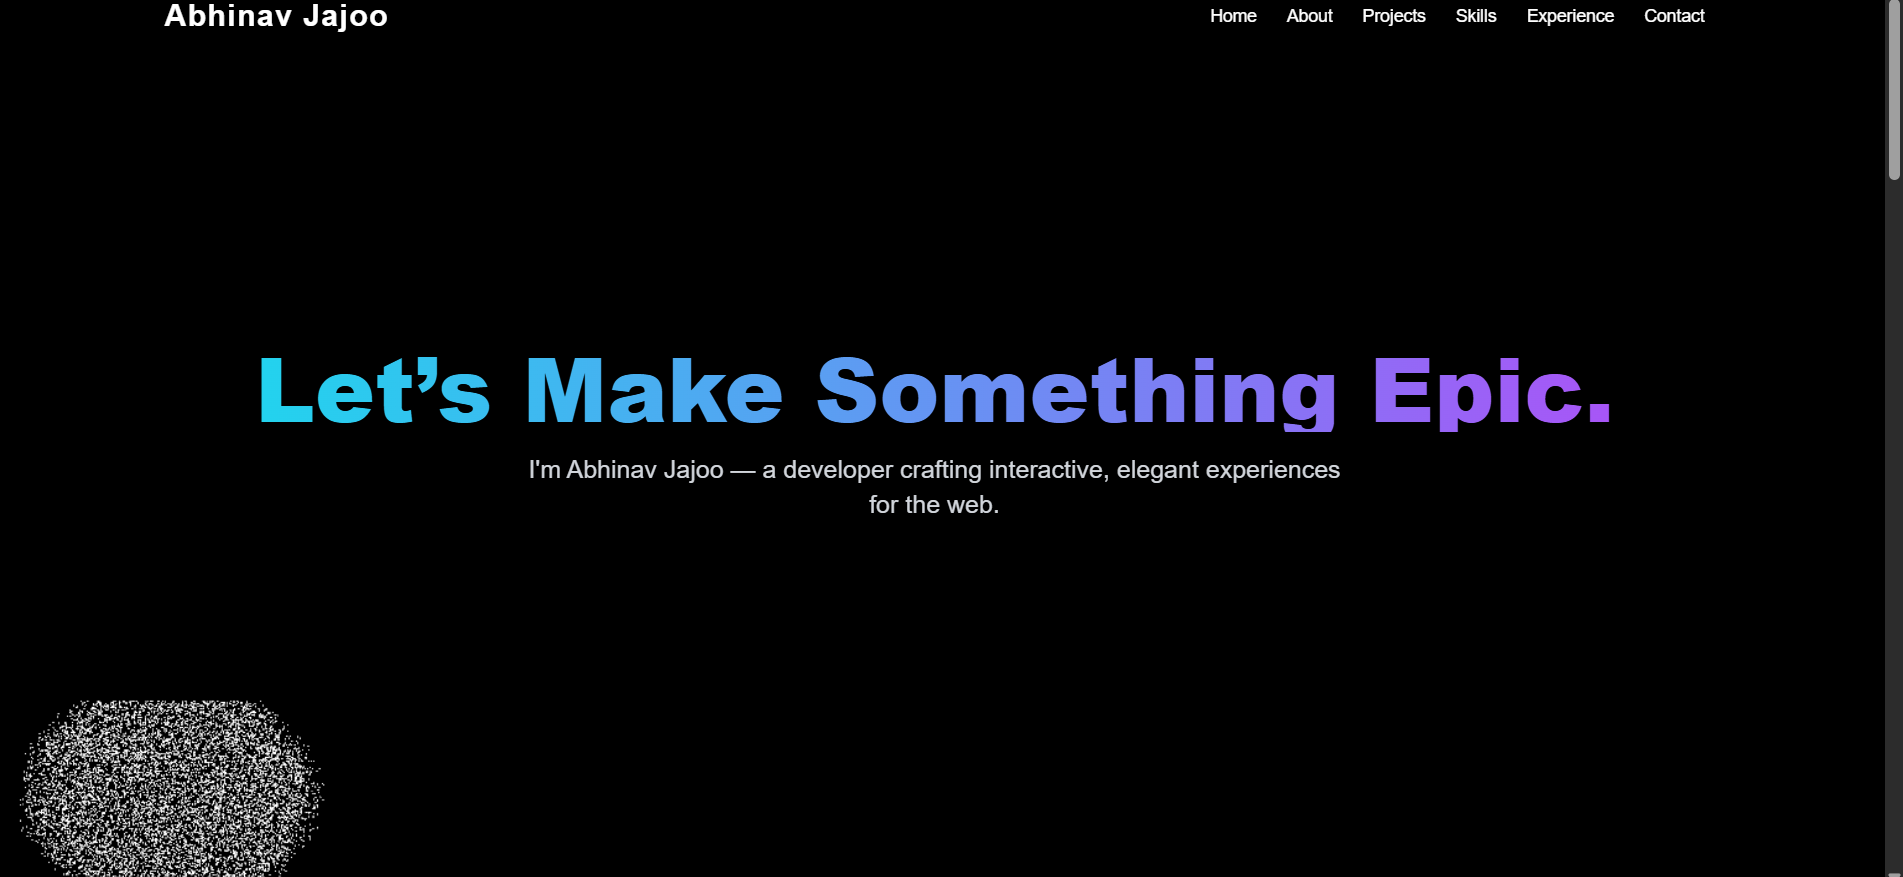 Abhinav Jajoo
Home About Projects Skills Experience Contact
Let’s Make Something Epic.
I'm Abhinav Jajoo — a developer crafting interactive, elegant experiences
for the web.